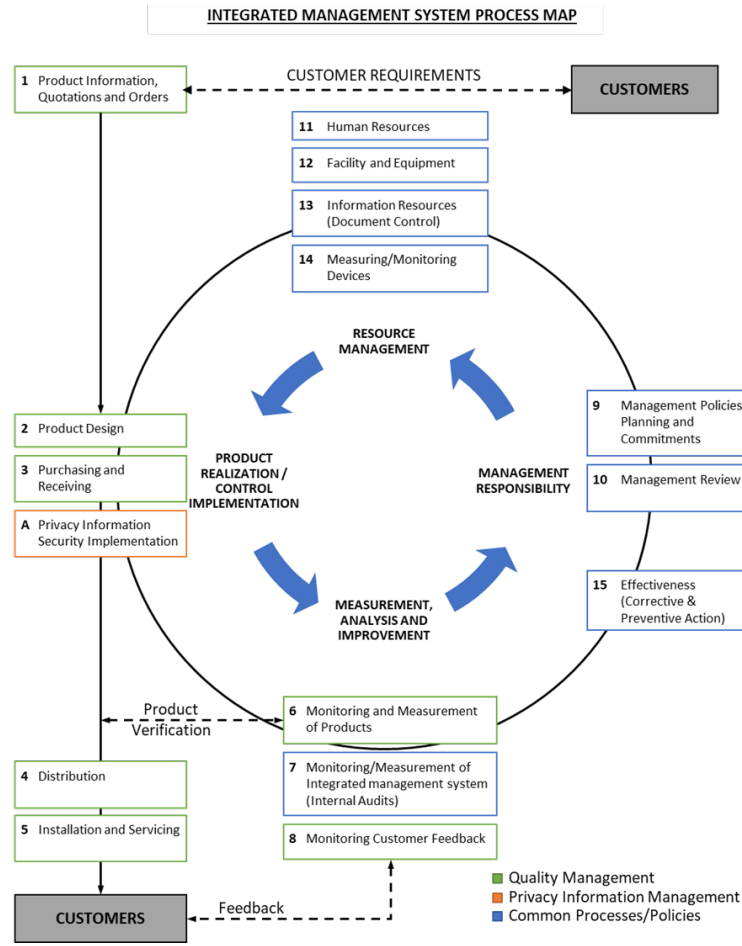 INTEGRATED MANAGEMENT SYSTEM PROCESS MAP
1 Product Information,
Quotations and Orders
CUSTOMER REQUIREMENTS
CUSTOMERS
11 Human Resources
12 Facility and Equipment
13 Information Resources
(Document Control)
14 Measuring/Monitoring
Devices
RESOURCE
MANAGEMENT
2 Product Design
3 Purchasing and
Receiving
A Privacy Information
Security Implementation
PRODUCT
REALIZATION /
CONTROL
IMPLEMENTATION
MANAGEMENT
RESPONSIBILITY
9 Management Policies
Planning and
Commitments
10 Management Review
15 Effectiveness
(Corrective &
Preventive Action)
MEASUREMENT,
ANALYSIS AND
IMPROVEMENT
Product
Verification
6 Monitoring and Measurement
of Products
4 Distribution
7 Monitoring/Measurement of
Integrated management system
(Internal Audits)
5 Installation and Servicing
8 Monitoring Customer Feedback
CUSTOMERS
Feedback
Quality Management
Privacy Information Management
Common Processes/Policies